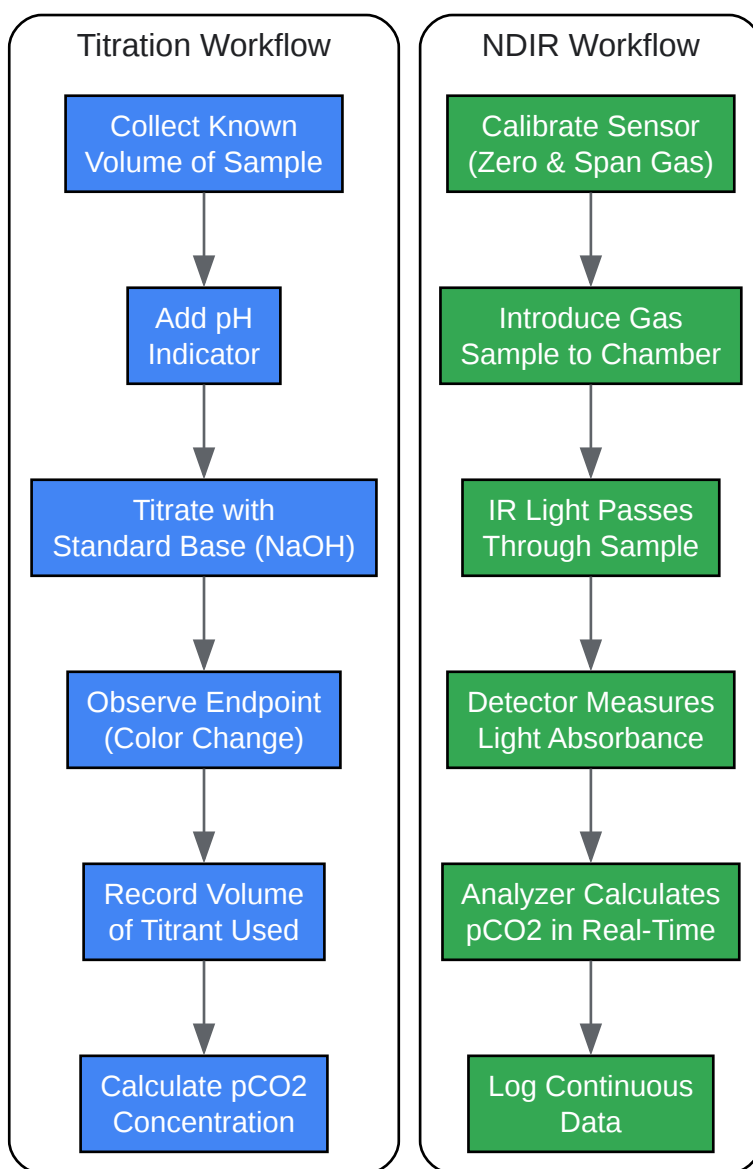 Titration Workflow
Collect Known
Volume of Sample
Add pH
Indicator
Titrate with
Standard Base (NaOH)
Observe Endpoint
(Color Change)
Record Volume
of Titrant Used
Calculate pCO2
Concentration
NDIR Workflow
Calibrate Sensor
(Zero & Span Gas)
Introduce Gas
Sample to Chamber
IR Light Passes
Through Sample
Detector Measures
Light Absorbance
Analyzer Calculates
pCO2 in Real-Time
Log Continuous
Data